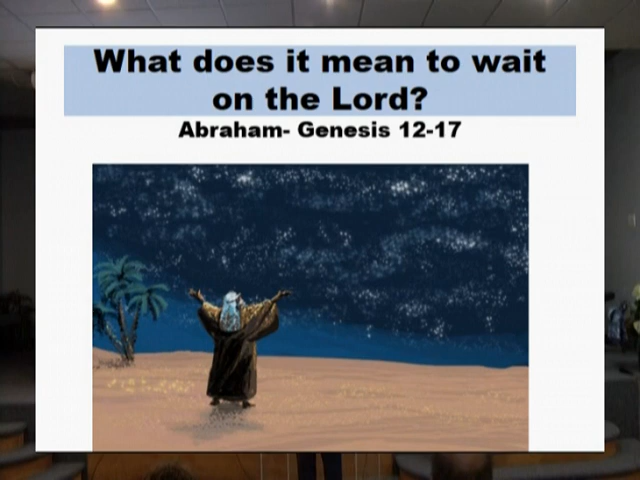 What does it mean to wait
on the Lord?
Abraham- Genesis 12-17